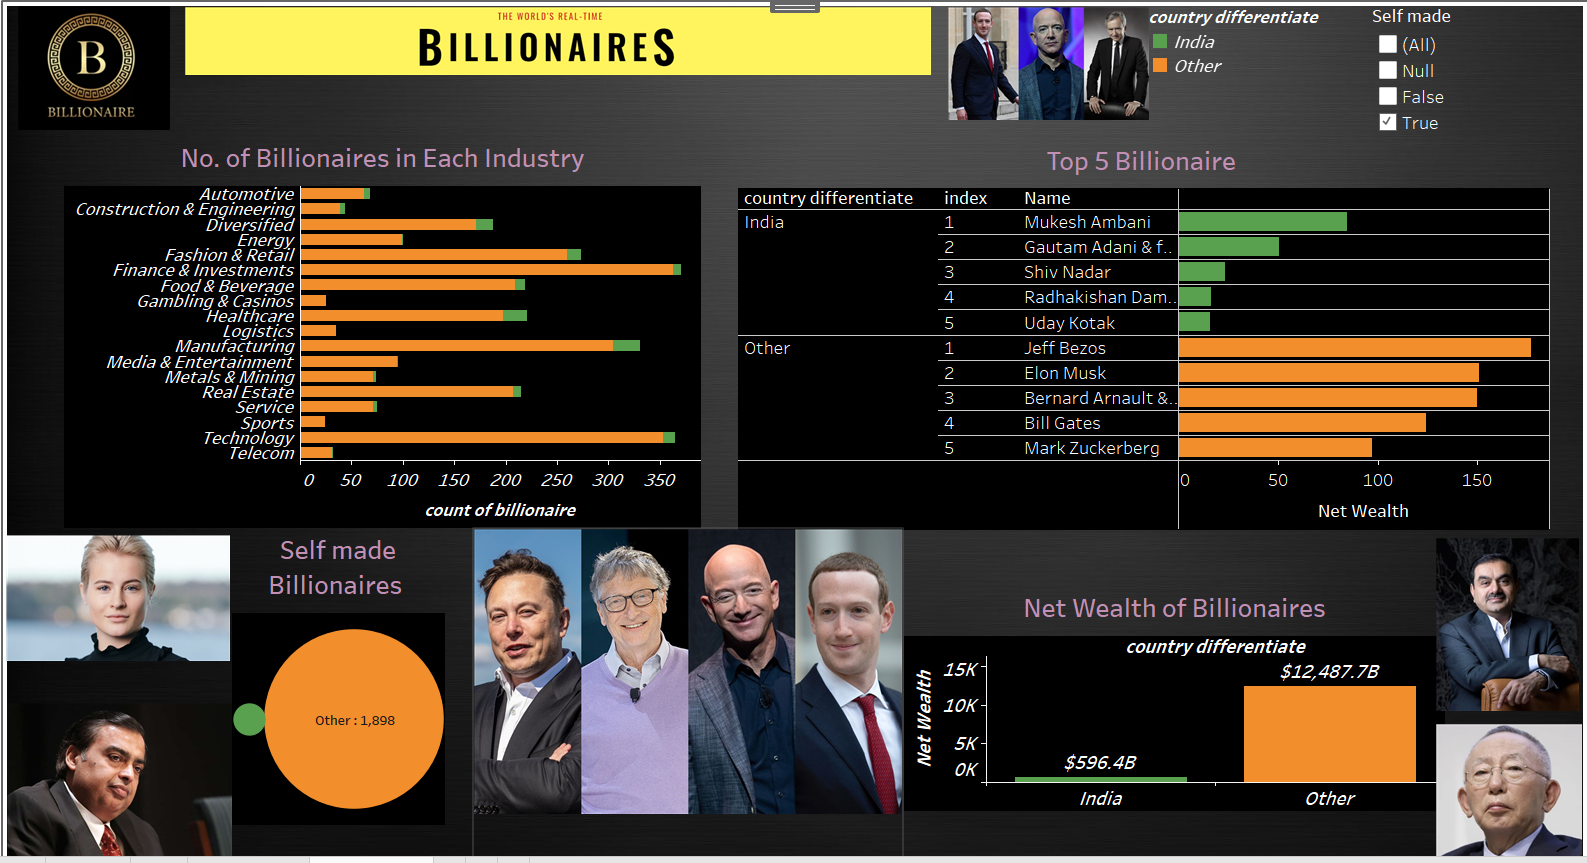 B
BILLIONAIRE
THE WORLD'S REAL-TIME
BILLIONAIRES
country differentiate
India
Other
Self made
(All)
Null
False
True
No. of Billionaires in Each Industry
Automotive
Construction & Engineering
Diversified
Energy
Fashion & Retail
Finance & Investments
Food & Beverage
Gambling & Casinos
Healthcare
Logistics
Manufacturing
Media & Entertainment
Metals & Mining
Real Estate
Service
Sports
Technology
Telecom
0 50 100 150 200 250 300 350
count of billionaire
Top 5 Billionaire
country differentiate index Name
India 1 Mukesh Ambani
2 Gautam Adani & f..
3 Shiv Nadar
4 Radhakishan Dam..
5 Uday Kotak
Other 1 Jeff Bezos
2 Elon Musk
3 Bernard Arnault &..
4 Bill Gates
5 Mark Zuckerberg
0 50 100 150
Net Wealth
Self made
Billionaires
Other : 1,898
Net Wealth of Billionaires
country differentiate
Net Wealth
15K
10K
5K
0K
$596.4B
$12,487.7B
India Other